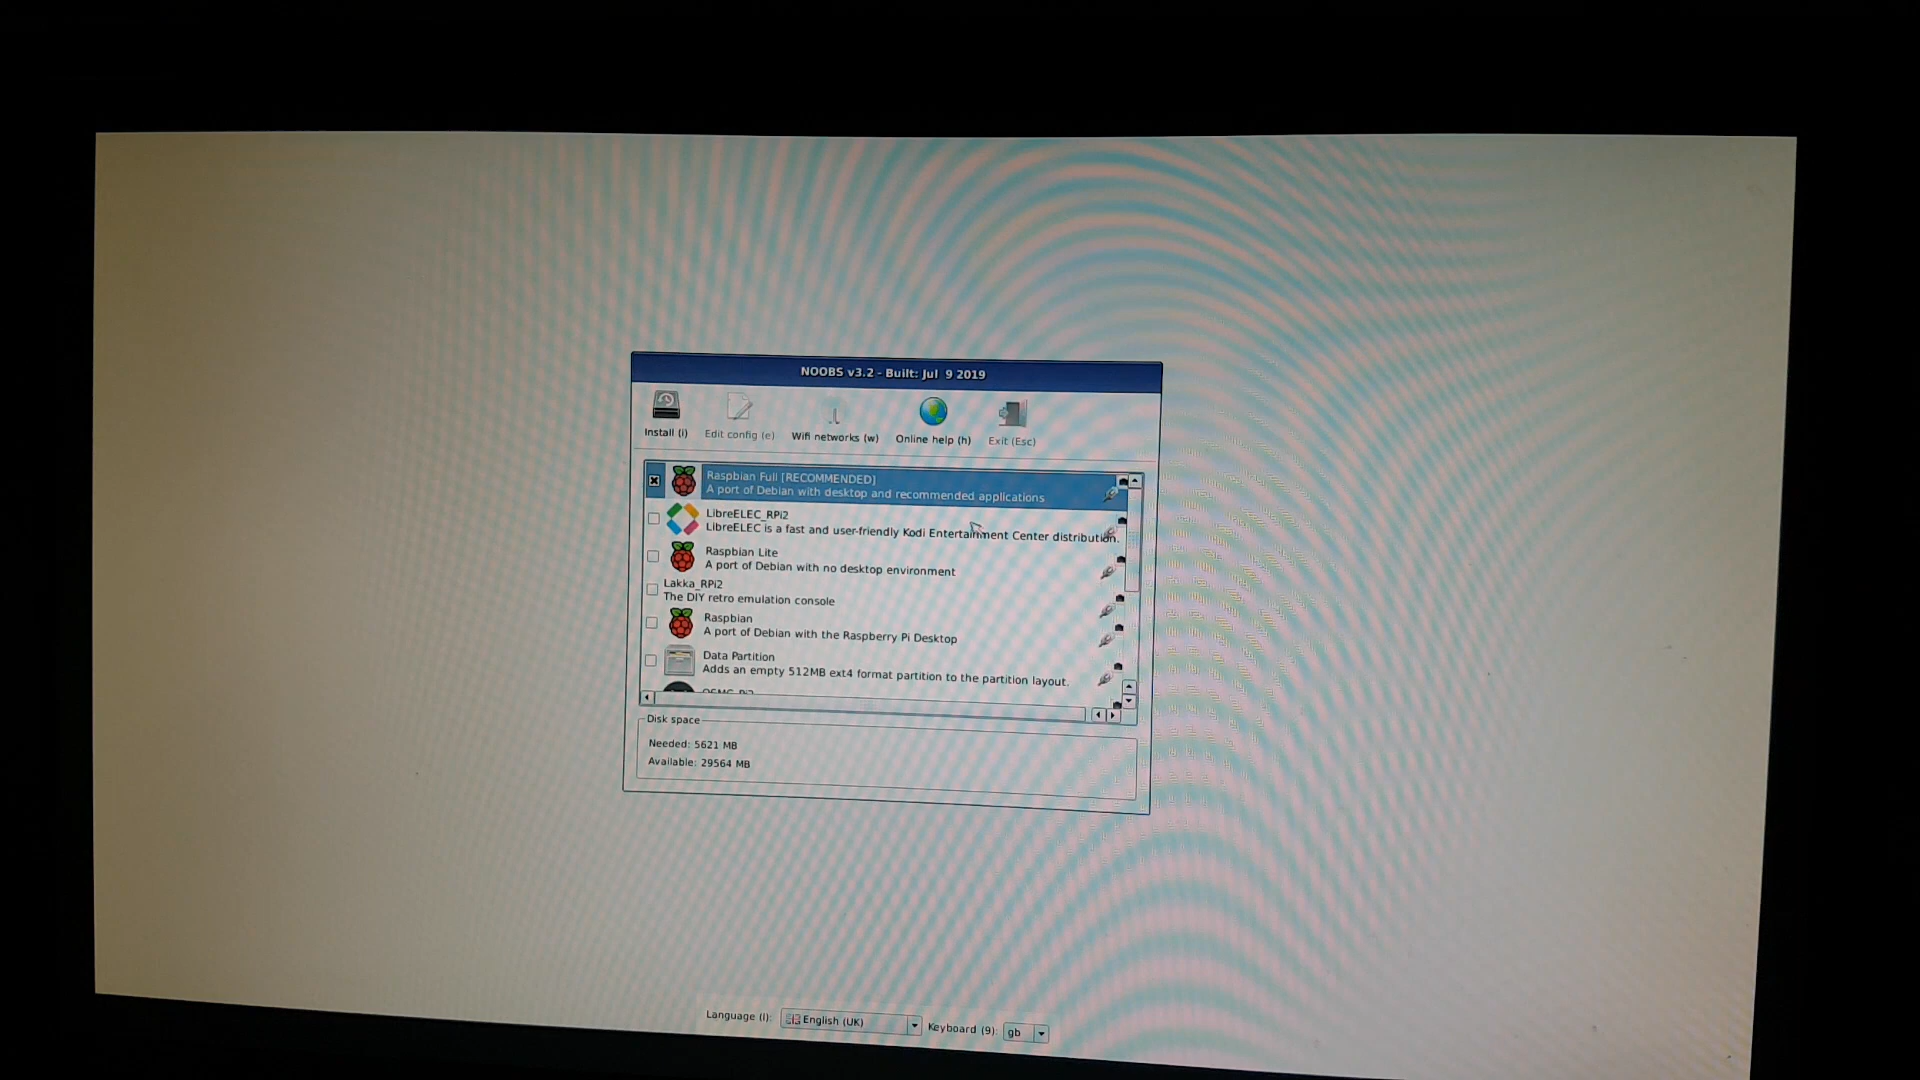 NOOBS v3.2 - Built: Jul 9 2019
Install (i)
Edit config (e)
Wifi networks (w)
Online help (h)
Exit (Esc)
Raspbian Full [RECOMMENDED]
A port of Debian with desktop and recommended applications
LibreELEC_RPi2
LibreELEC is a fast and user-friendly Kodi Entertainment Center distribution.
Raspbian Lite
A port of Debian with no desktop environment
Lakka_RPi2
The DIY retro emulation console
Raspbian
A port of Debian with the Raspberry Pi Desktop
Data Partition
Adds an empty 512MB ext4 format partition to the partition layout.
Disk space
Needed: 5621 MB
Available: 29564 MB
Language (l): English (UK) Keyboard (9): gb